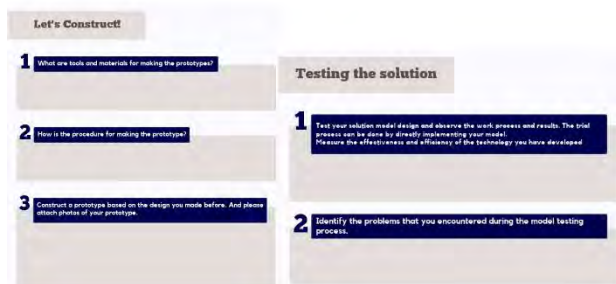 Let's Construct!
1 What are tools and materials for making the prototypes?
2 How is the procedure for making the prototype?
3 Construct a prototype based on the design you made before. And please
attach photos of your prototype.
Testing the solution
1 Test your solution model design and observe the work process and results. The trial
process can be done by directly implementing your model.
Measure the effectiveness and efficiency of the technology you have developed
2 Identify the problems that you encountered during the model testing
process.